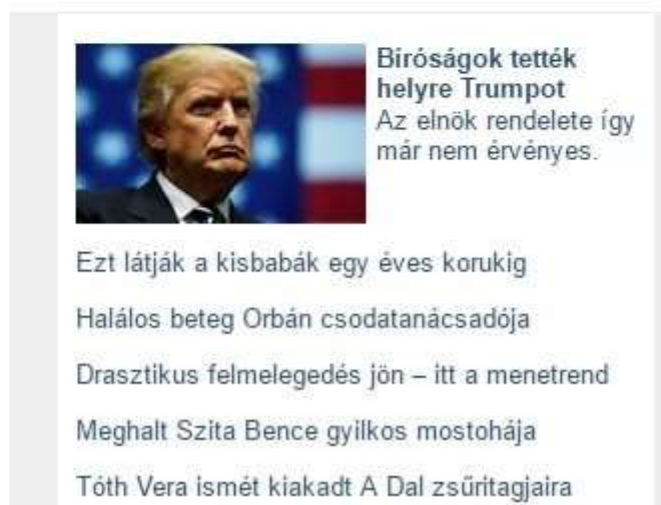 Bíróságok tették
helyre Trumpot
Az elnök rendelete így
már nem érvényes.
Ezt látják a kisbabák egy éves korukig
Halálos beteg Orbán csodatanácsadója
Drasztikus felmelegedés jön – itt a menetrend
Meghalt Szita Bence gyilkos mostohája
Tóth Vera ismét kiakadt A Dal zsűritagjaira